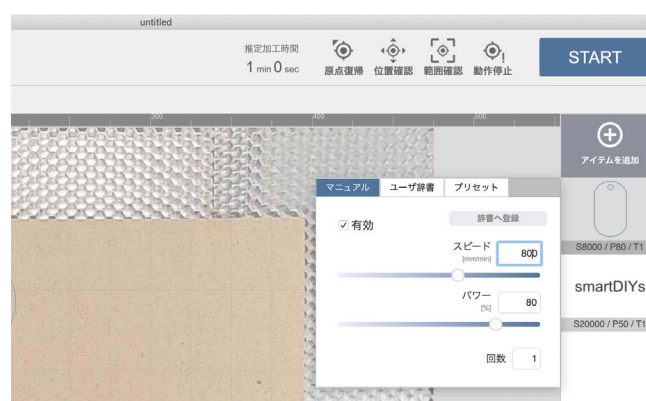 untitled
推定加工時間
1 min 0 sec
原点復帰
位置確認
範囲確認
動作停止
START
300
400
500
アイテムを追加
マニュアル
ユーザ辞書
プリセット
有効
辞書へ登録
スピード
[mm/min]
800
パワー
[%]
80
回数
1
S8000 / P80 / T1
smartDIYs
S20000 / P50 / T1